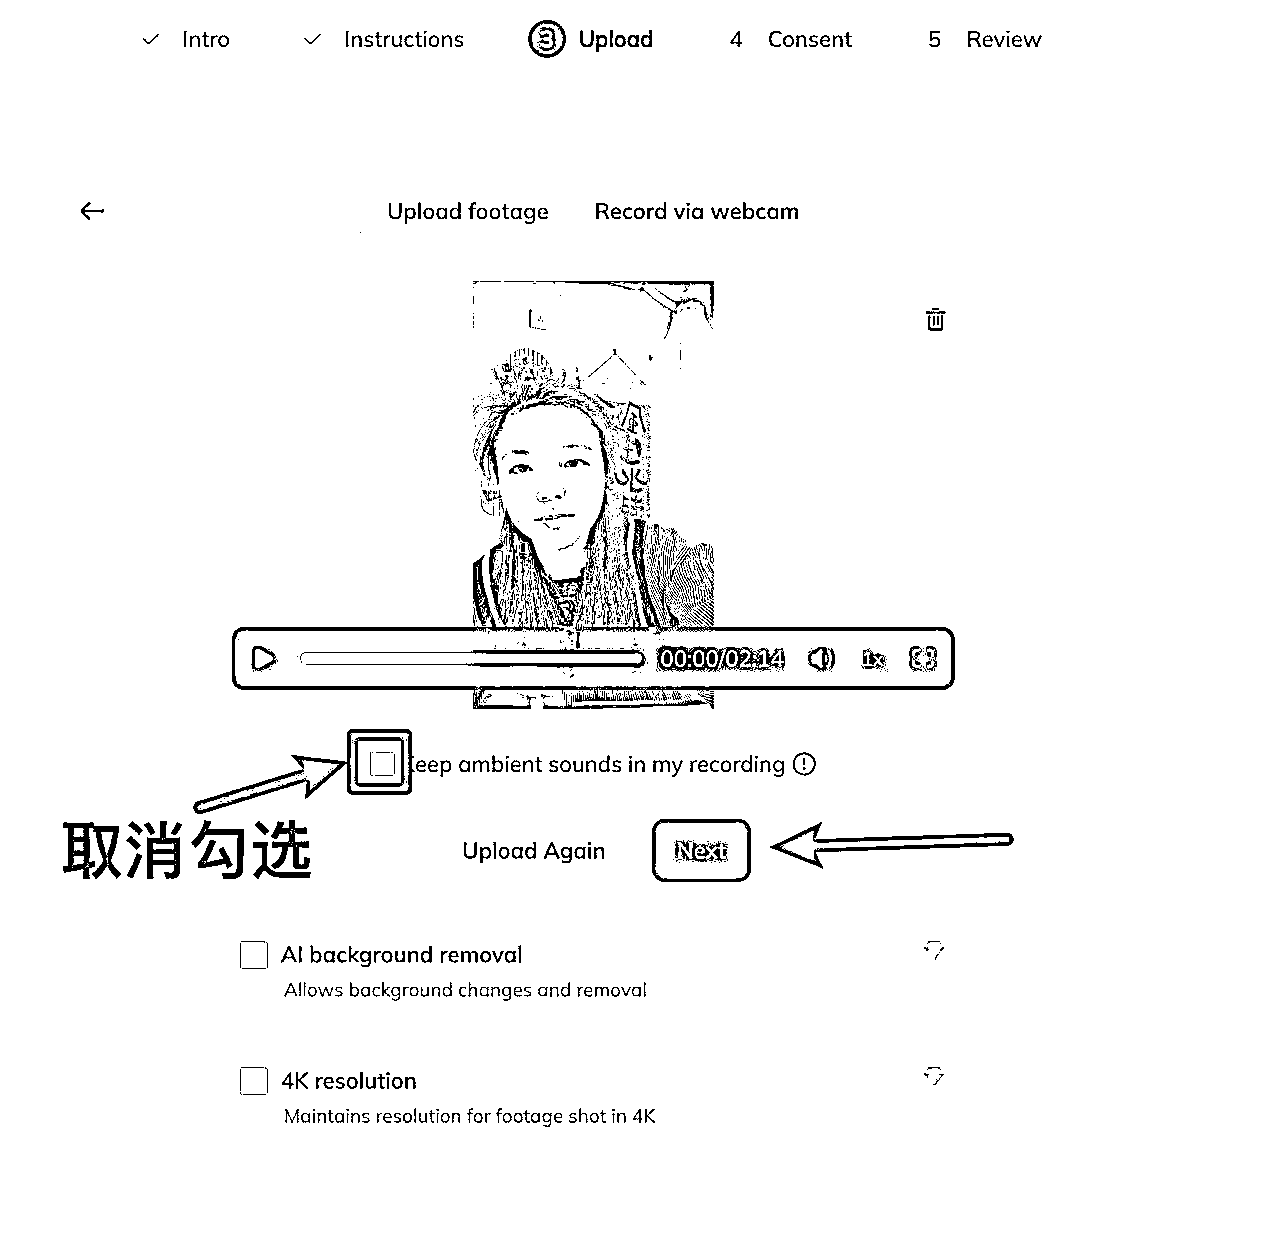 Intro
Instructions
3 Upload
4 Consent
5 Review
Upload footage
Record via webcam
00:00/02:14
1x
eep ambient sounds in my recording
取消勾选
Upload Again
Next
AI background removal
Allows background changes and removal
4K resolution
Maintains resolution for footage shot in 4K